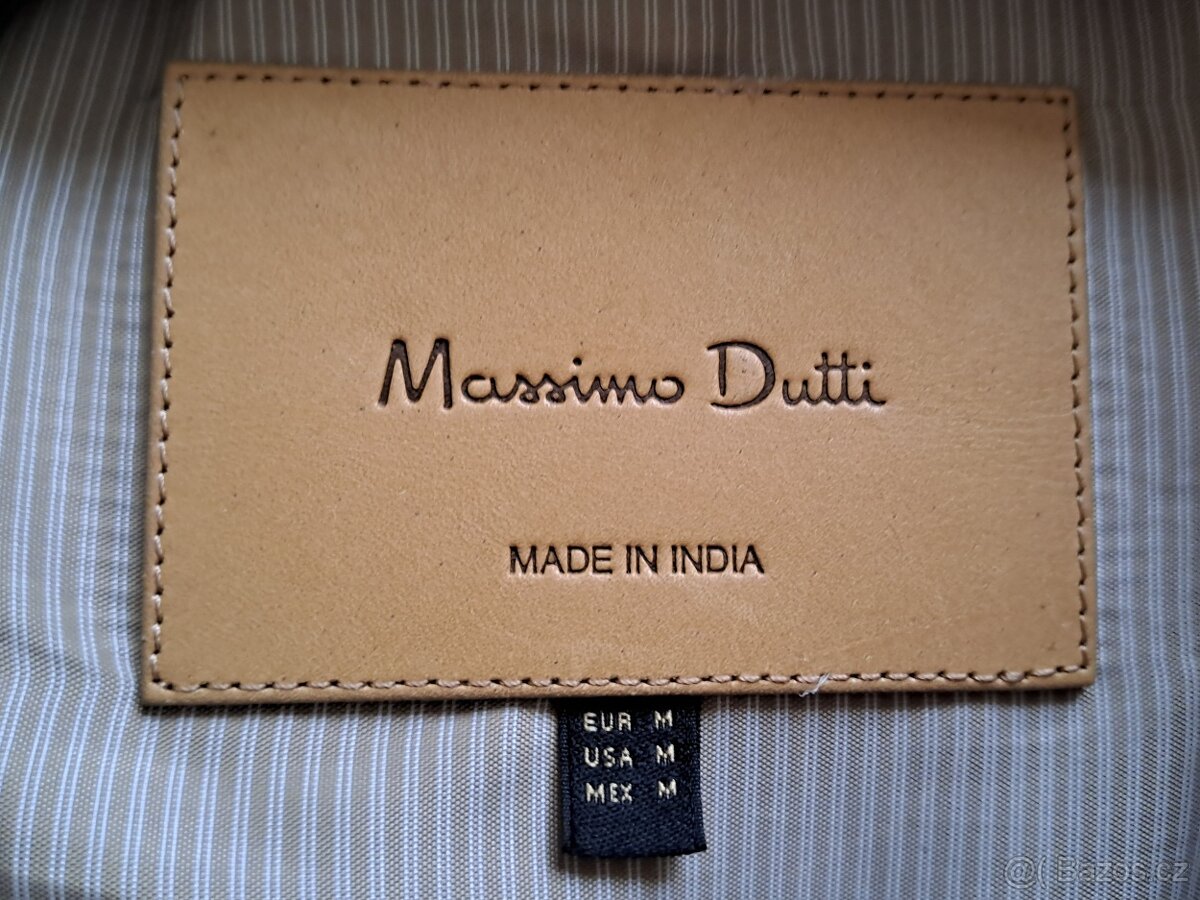 Massimo Dutti
MADE IN INDIA
EUR M
USA M
MEX M
@( Bazos.cz